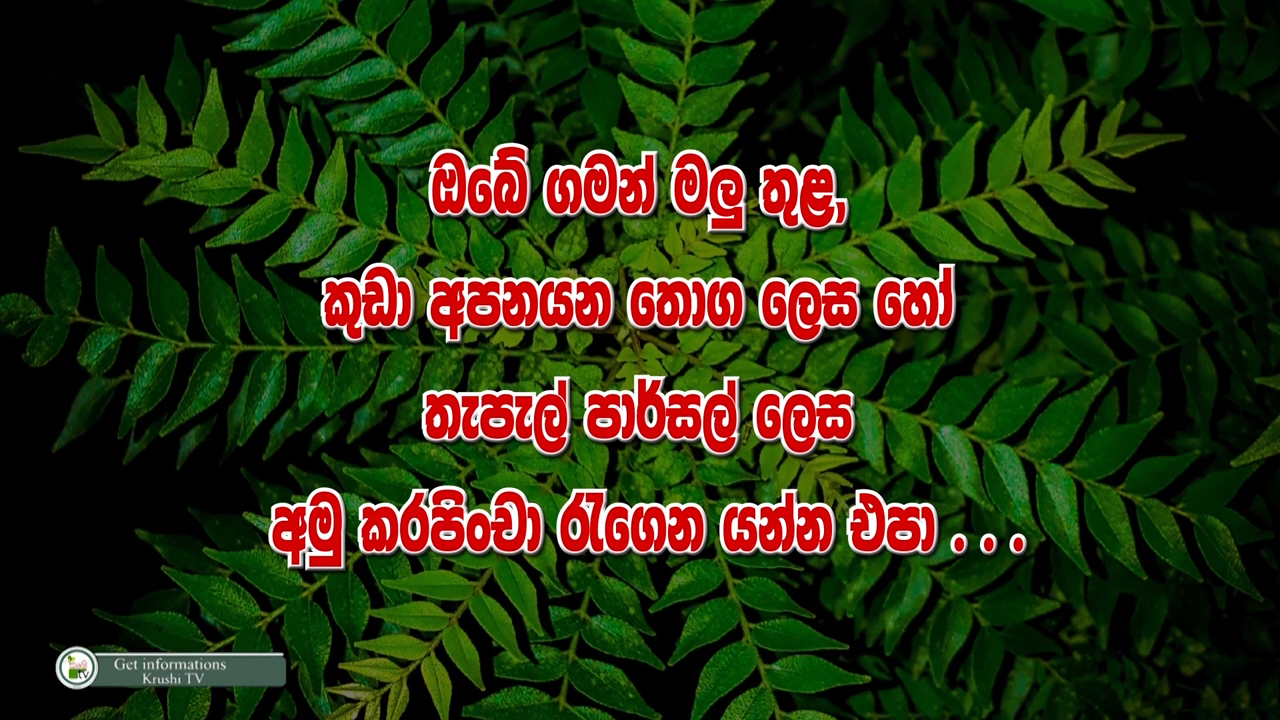 ඔබේ ගමන් මලු තුළ,
කුඩා අපනයන තොග ලෙස හෝ
තැපැල් පාර්සල් ලෙස
අමු කරපිංචා රැගෙන යන්න එපා . . .
Get informations
Krushi TV